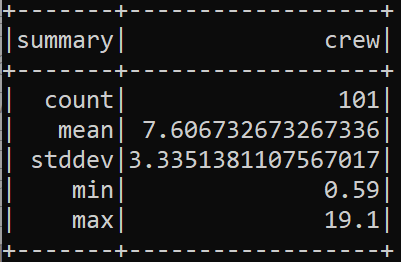 +-------+------------------+
|summary|              crew|
+-------+------------------+
|  count|               101|
|   mean| 7.606732673267336|
| stddev|3.3351381107567017|
|    min|              0.59|
|    max|              19.1|
+-------+------------------+